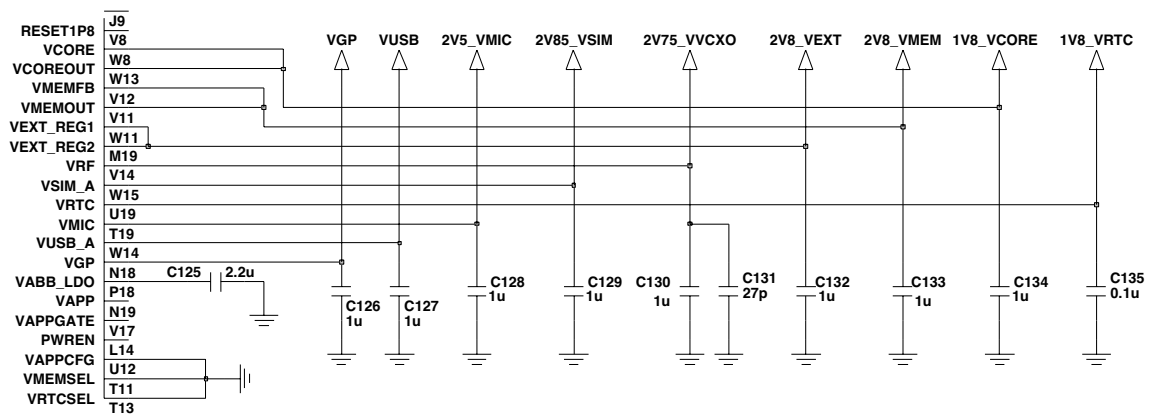 J9
RESET1P8
V8
VCORE
W8
VCOREOUT
W13
VMEMFB
V12
VMEMOUT
V11
VEXT_REG1
W11
VEXT_REG2
M19
VRF
V14
VSIM_A
W15
VRTC
U19
VMIC
T19
VUSB_A
W14
VGP
N18
VABB_LDO
P18
VAPP
N19
VAPPGATE
V17
PWREN
L14
VAPPCFG
U12
VMEMSEL
T11
VRTCSEL
T13
VGP VUSB 2V5_VMIC 2V85_VSIM 2V75_VVCXO 2V8_VEXT 2V8_VMEM 1V8_VCORE 1V8_VRTC
C125 2.2u
C126
1u
C127
1u
C128
1u
C129
1u
C130
1u
C131
27p
C132
1u
C133
1u
C134
1u
C135
0.1u